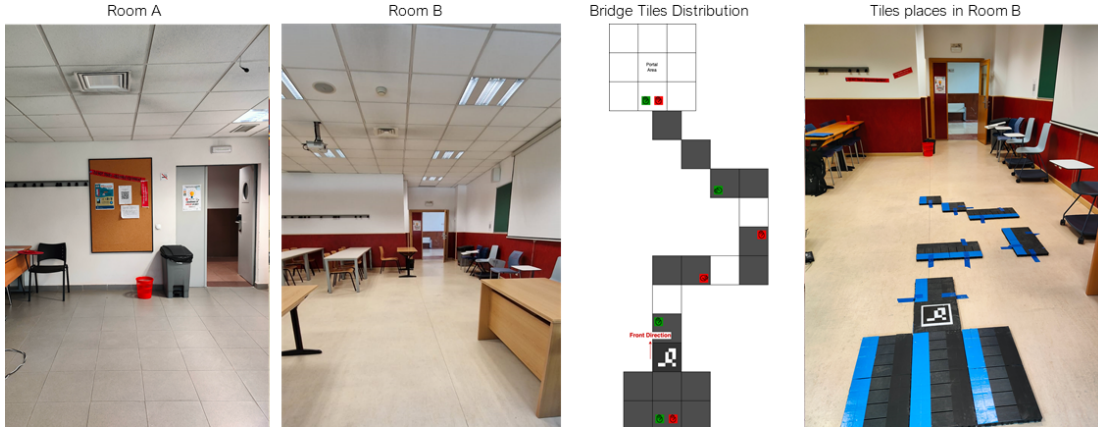 Room A
Room B
Bridge Tiles Distribution
Tiles places in Room B
Portal
Area
Front Direction